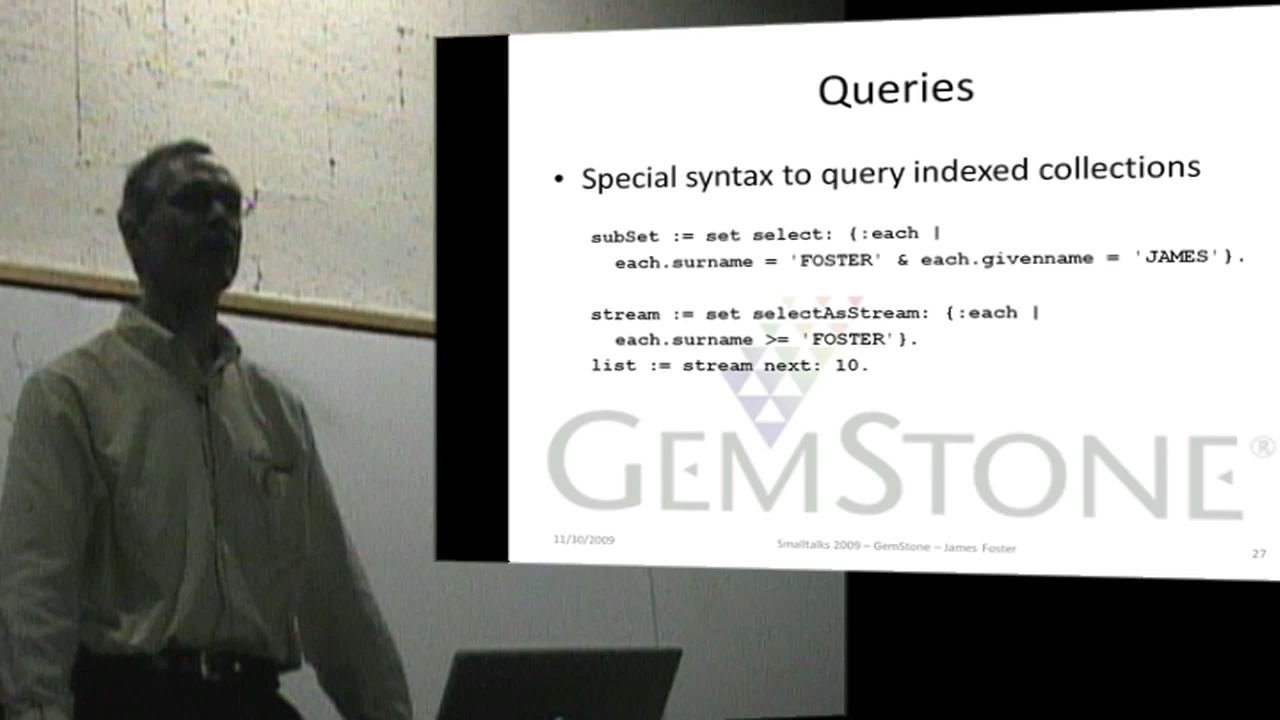 Queries
• Special syntax to query indexed collections
subSet := set select: {:each |
each.surname = 'FOSTER' & each.givenname = 'JAMES'}.
stream := set selectAsStream: {:each |
each.surname >= 'FOSTER'}.
list := stream next: 10.
GEMSTONE®
11/30/2009 Smalltalks 2009 – GemStone – James Foster 27